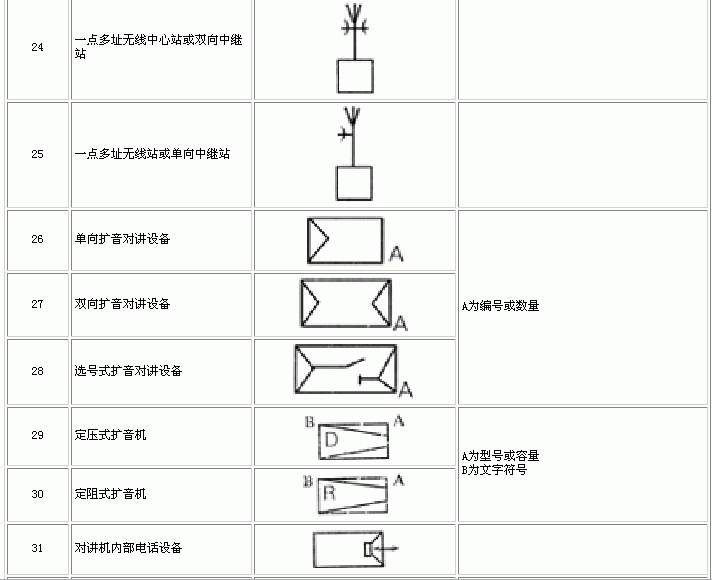 24
一点多址无线中心站或双向中继
站
25
一点多址无线站或单向中继站
26
单向扩音对讲设备
A
27
双向扩音对讲设备
A
A为编号或数量
28
选号式扩音对讲设备
A
29
定压式扩音机
B
D
A
A为型号或容量
B为文字符号
30
定阻式扩音机
B
R
A
31
对讲机内部电话设备